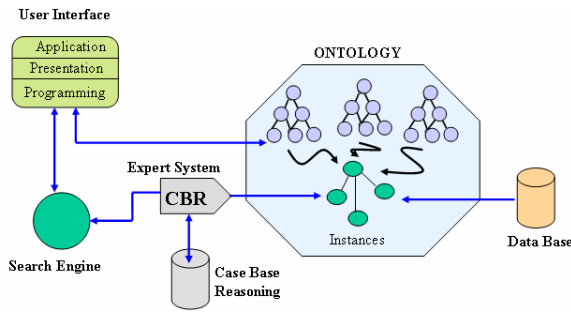 User Interface
Application
Presentation
Programming
ONTOLOGY
Expert System
CBR
Instances
Search Engine
Case Base
Reasoning
Data Base